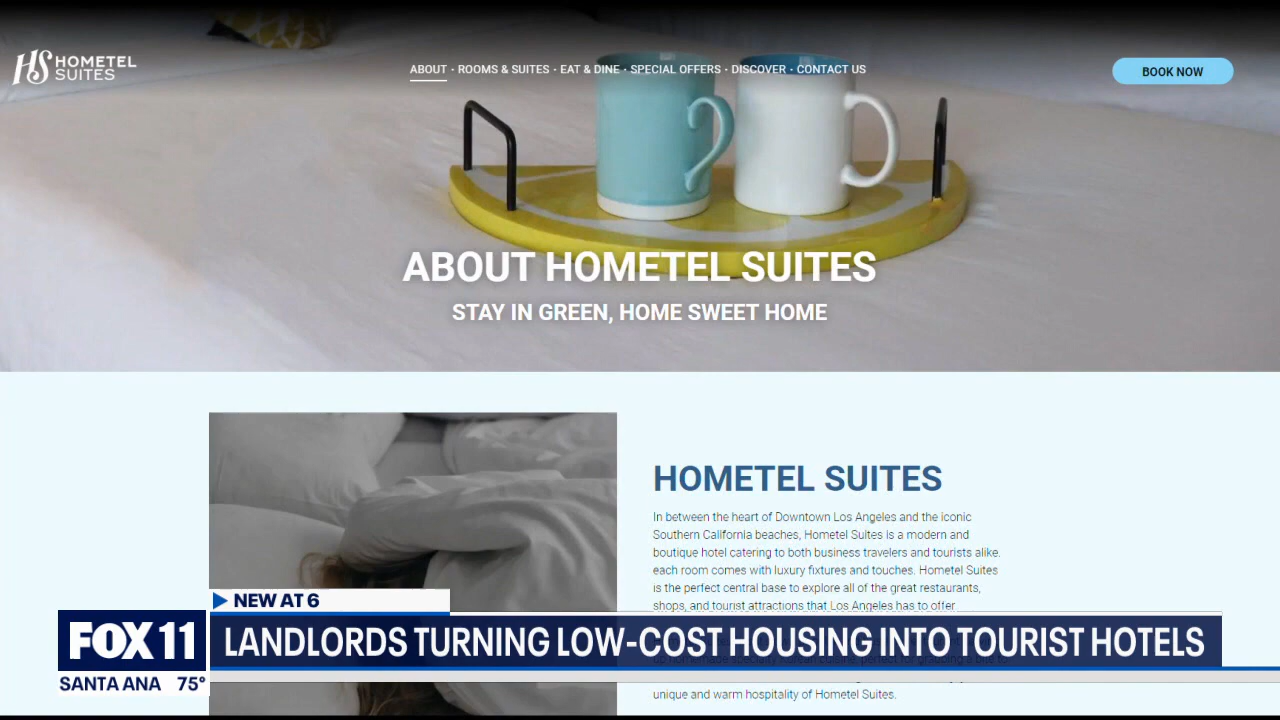 HS HOMETEL
SUITES
ABOUT · ROOMS & SUITES · EAT & DINE · SPECIAL OFFERS · DISCOVER · CONTACT US
BOOK NOW
ABOUT HOMETEL SUITES
STAY IN GREEN, HOME SWEET HOME
HOMETEL SUITES
In between the heart of Downtown Los Angeles and the iconic
Southern California beaches, Hometel Suites is a modern and
boutique hotel catering to both business travelers and tourists alike.
each room comes with luxury fixtures and touches. Hometel Suites
is the perfect central base to explore all of the great restaurants,
shops, and tourist attractions that Los Angeles has to offer
NEW AT 6
FOX 11
LANDLORDS TURNING LOW-COST HOUSING INTO TOURIST HOTELS
SANTA ANA 75°
unique and warm hospitality of Hometel Suites.